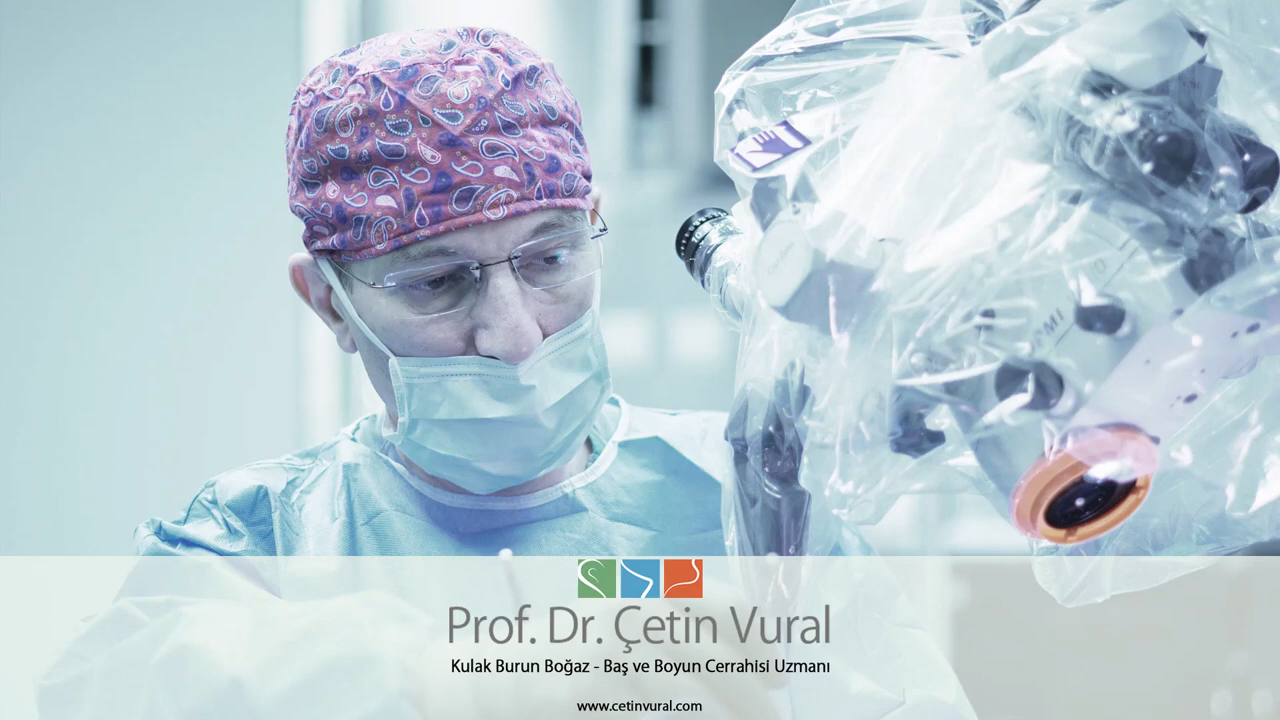 Prof. Dr. Çetin Vural
Kulak Burun Boğaz - Baş ve Boyun Cerrahisi Uzmanı
www.cetinvural.com